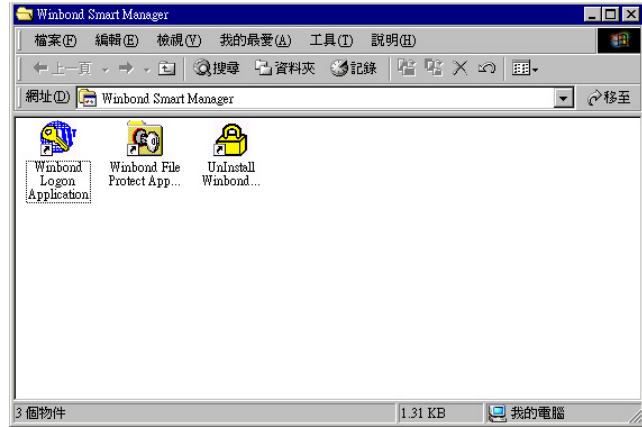 Winbond Smart Manager
檔案(F) 編輯(E) 檢視(V) 我的最愛(A) 工具(T) 說明(H)
上一頁 搜尋 資料夾 記錄
網址(D) Winbond Smart Manager 移至
Winbond Logon Application
Winbond File Protect App...
UnInstall Winbond...
3 個物件 1.31 KB 我的電腦